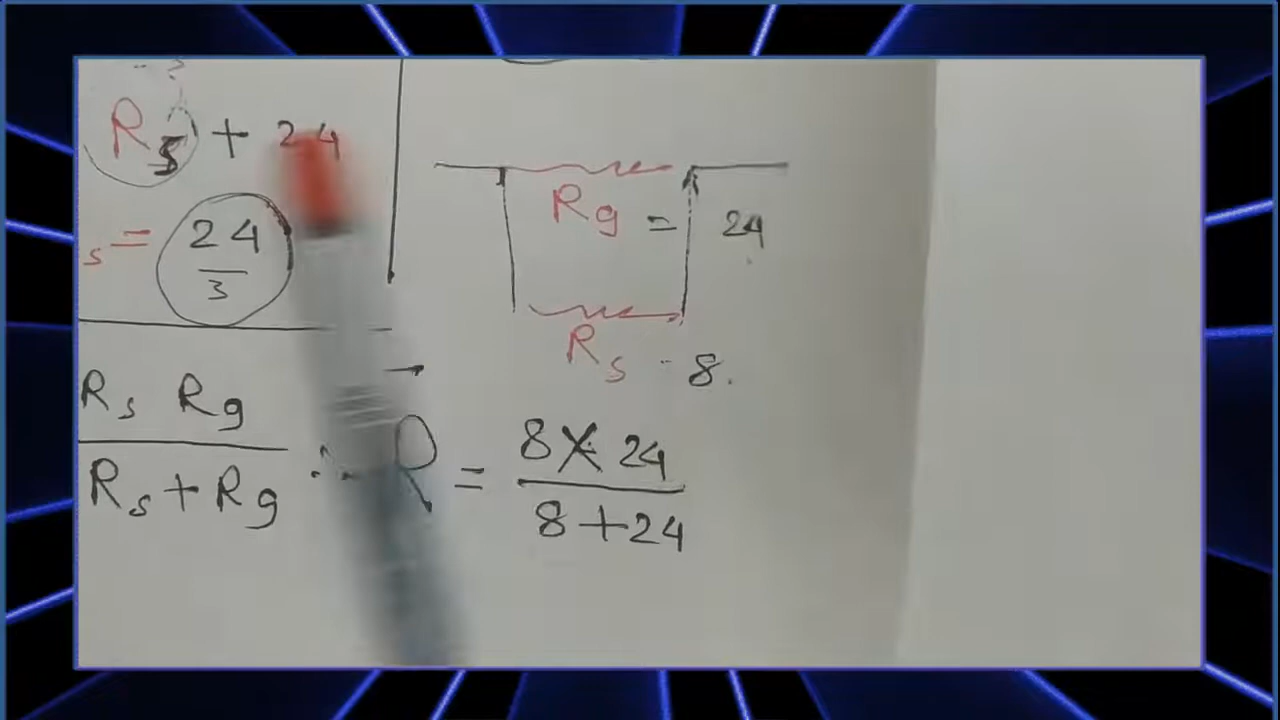 R₅ + 24
s = 24/3
Rg = 24
Rs - 8.
Rs Rg
Rs + Rg
∴ R = 8 × 24
8 + 24